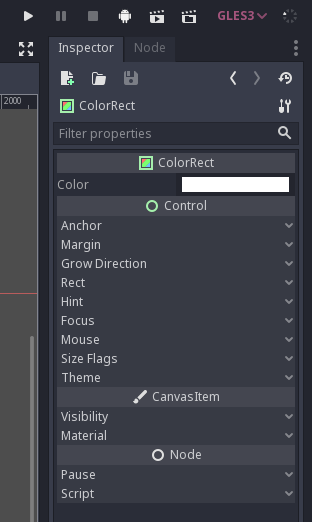 GLES3
Inspector
Node
2000
ColorRect
Filter properties
ColorRect
Color
Control
Anchor
Margin
Grow Direction
Rect
Hint
Focus
Mouse
Size Flags
Theme
CanvasItem
Visibility
Material
Node
Pause
Script